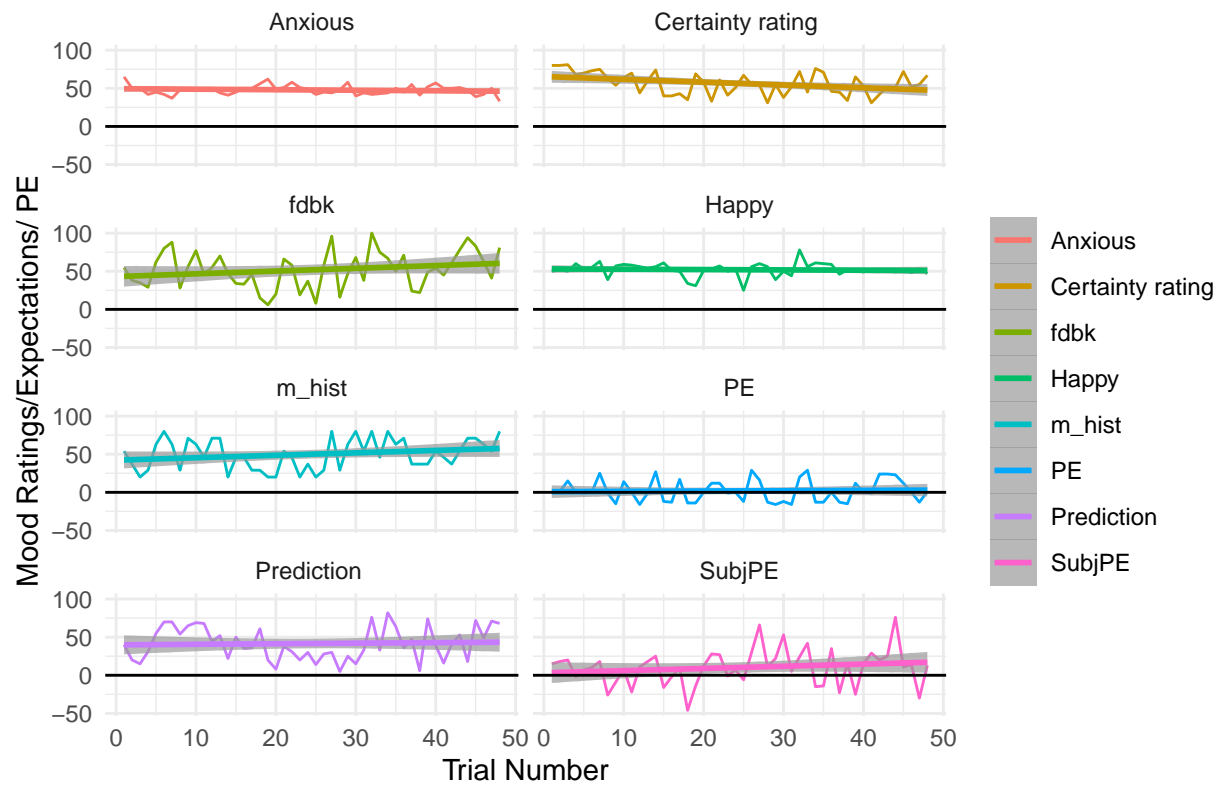 Anxious
Certainty rating
100
50
0
−50
fdbk
Happy
100
50
0
−50
m_hist
PE
100
50
0
−50
Prediction
SubjPE
100
50
0
−50
0 10 20 30 40 50 0 10 20 30 40 50
Trial Number
Mood Ratings/Expectations/ PE
Anxious
Certainty rating
fdbk
Happy
m_hist
PE
Prediction
SubjPE